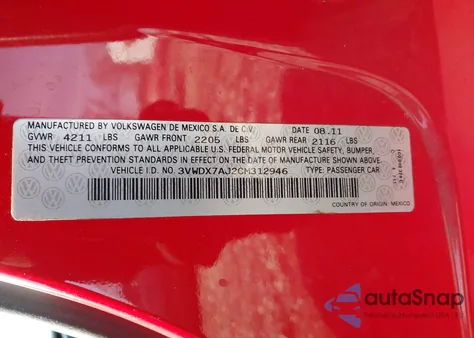 MANUFACTURED BY VOLKSWAGEN DE MEXICO S.A. DE C.V. DATE 08.11
GVWR 4211 LBS GAWR FRONT 2205 LBS GAWR REAR 2116 LBS
THIS VEHICLE CONFORMS TO ALL APPLICABLE U.S. FEDERAL MOTOR VEHICLE SAFETY, BUMPER,
AND THEFT PREVENTION STANDARDS IN EFFECT ON THE DATE OF MANUFACTURE SHOWN ABOVE.
VEHICLE I.D. NO. 3VWDX7AJ2CM312946 TYPE: PASSENGER CAR
COUNTRY OF ORIGIN: MEXICO
autoSnap